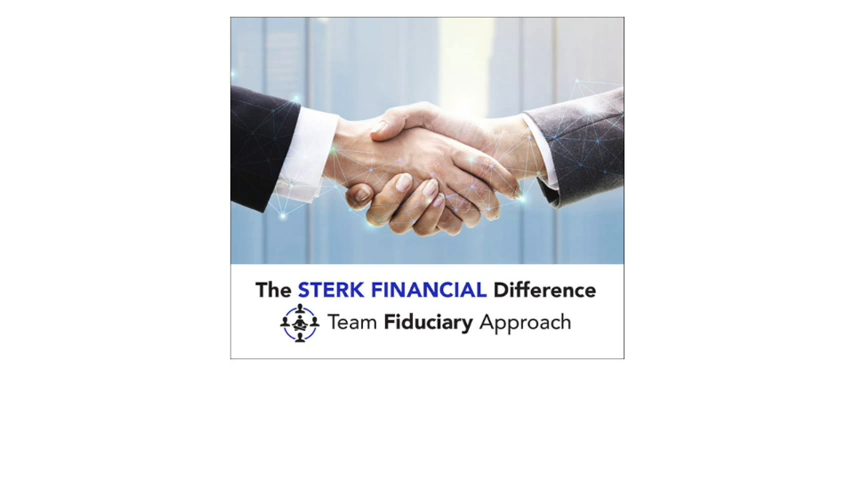 The STERK FINANCIAL Difference
Team Fiduciary Approach